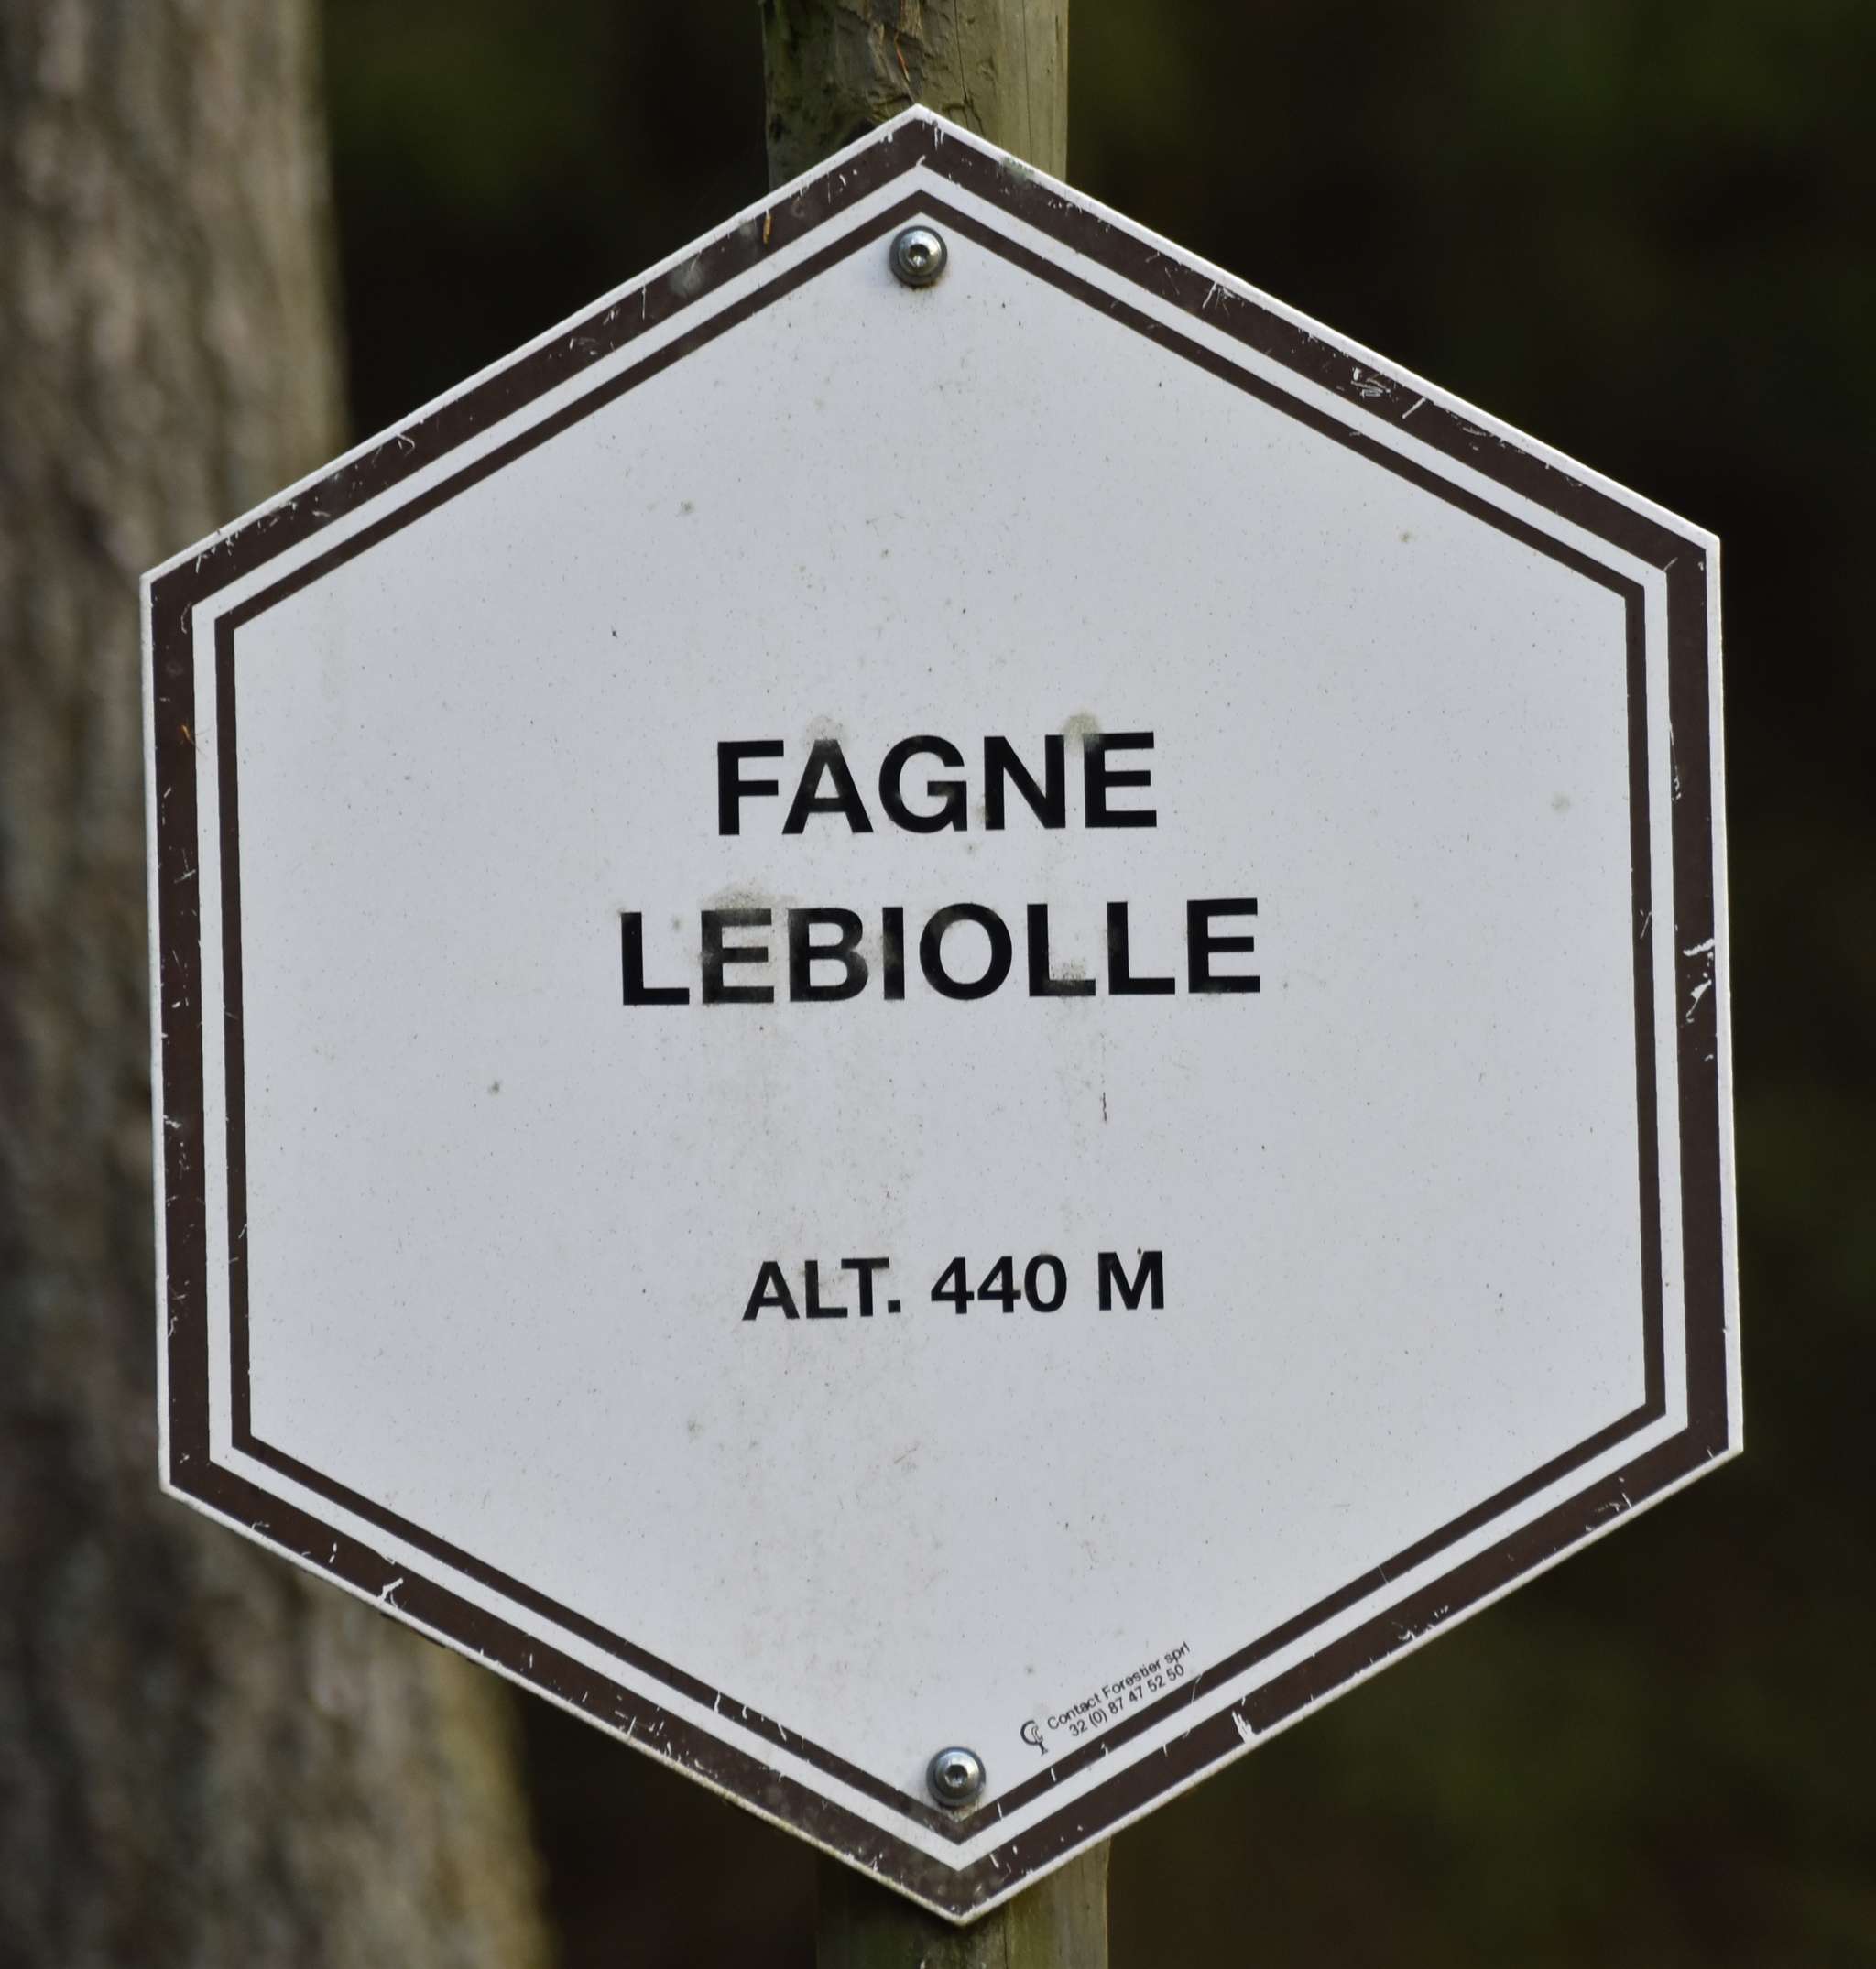 FAGNE
LEBIOLLE
ALT. 440 M
Contact Forestier sprl
32 (0) 87 47 52 50